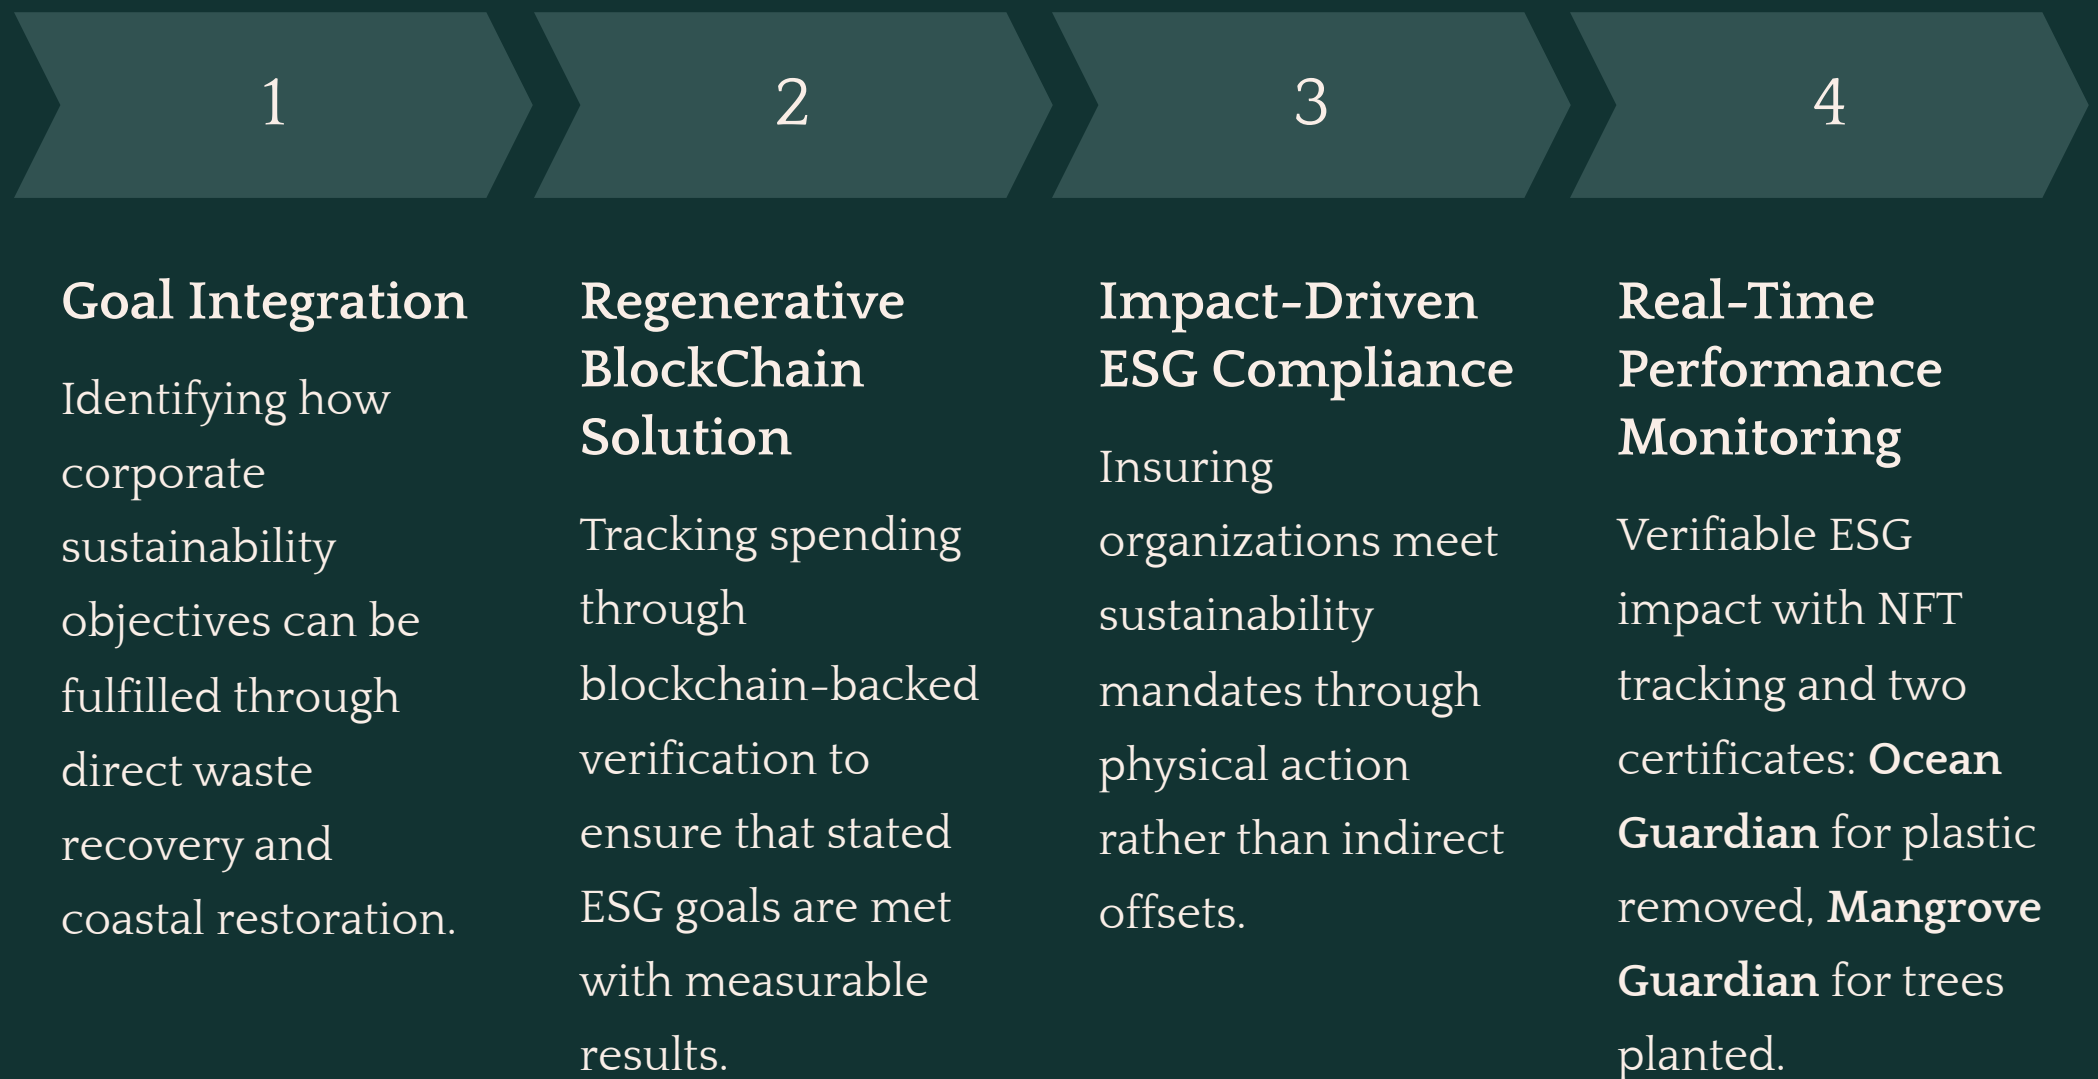 1
Goal Integration
Identifying how
corporate
sustainability
objectives can be
fulfilled through
direct waste
recovery and
coastal restoration.
2
Regenerative
BlockChain
Solution
Tracking spending
through
blockchain-backed
verification to
ensure that stated
ESG goals are met
with measurable
results.
3
Impact-Driven
ESG Compliance
Insuring
organizations meet
sustainability
mandates through
physical action
rather than indirect
offsets.
4
Real-Time
Performance
Monitoring
Verifiable ESG
impact with NFT
tracking and two
certificates: Ocean
Guardian for plastic
removed, Mangrove
Guardian for trees
planted.